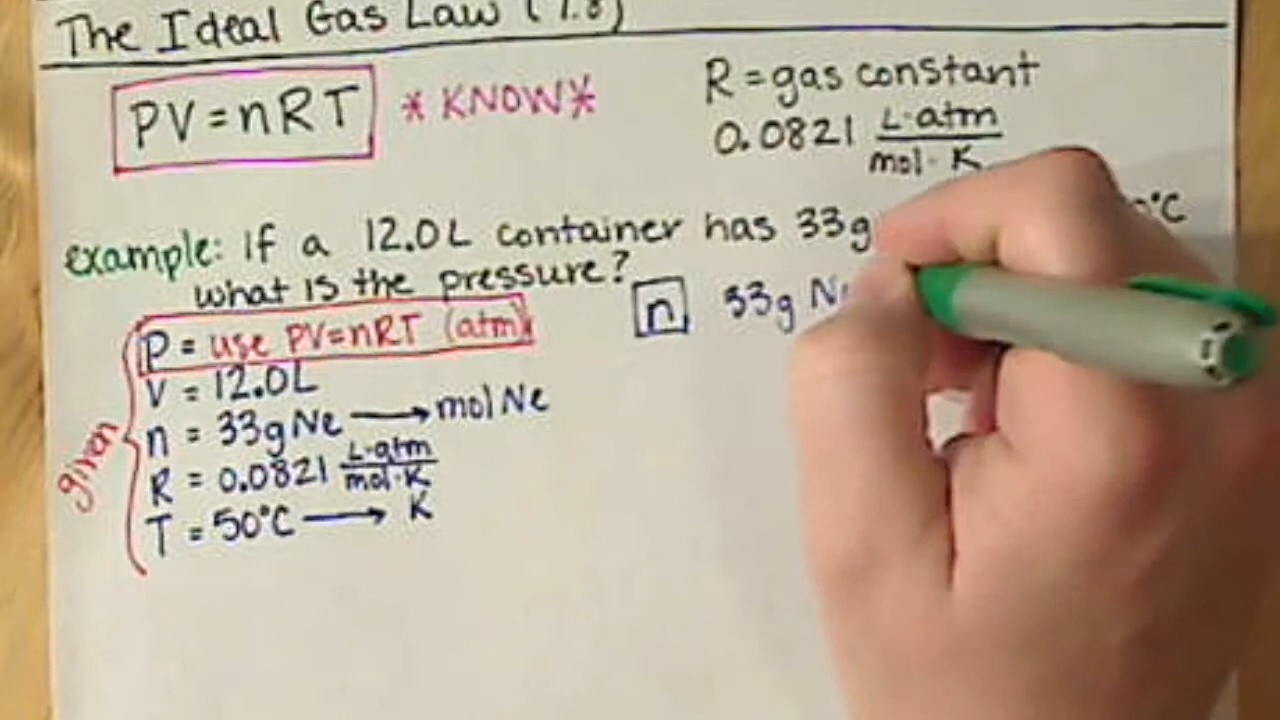 The Ideal Gas Law (7.8)
PV=nRT * KNOW*
R = gas constant
0.0821 L·atm
mol·K
example: If a 12.0L container has 33g °C
what is the pressure?
n 33g Ne
given
P = use PV=nRT (atm)
V = 12.0L
n = 33g Ne → mol Ne
R = 0.0821 L·atm
mol·K
T = 50°C → K